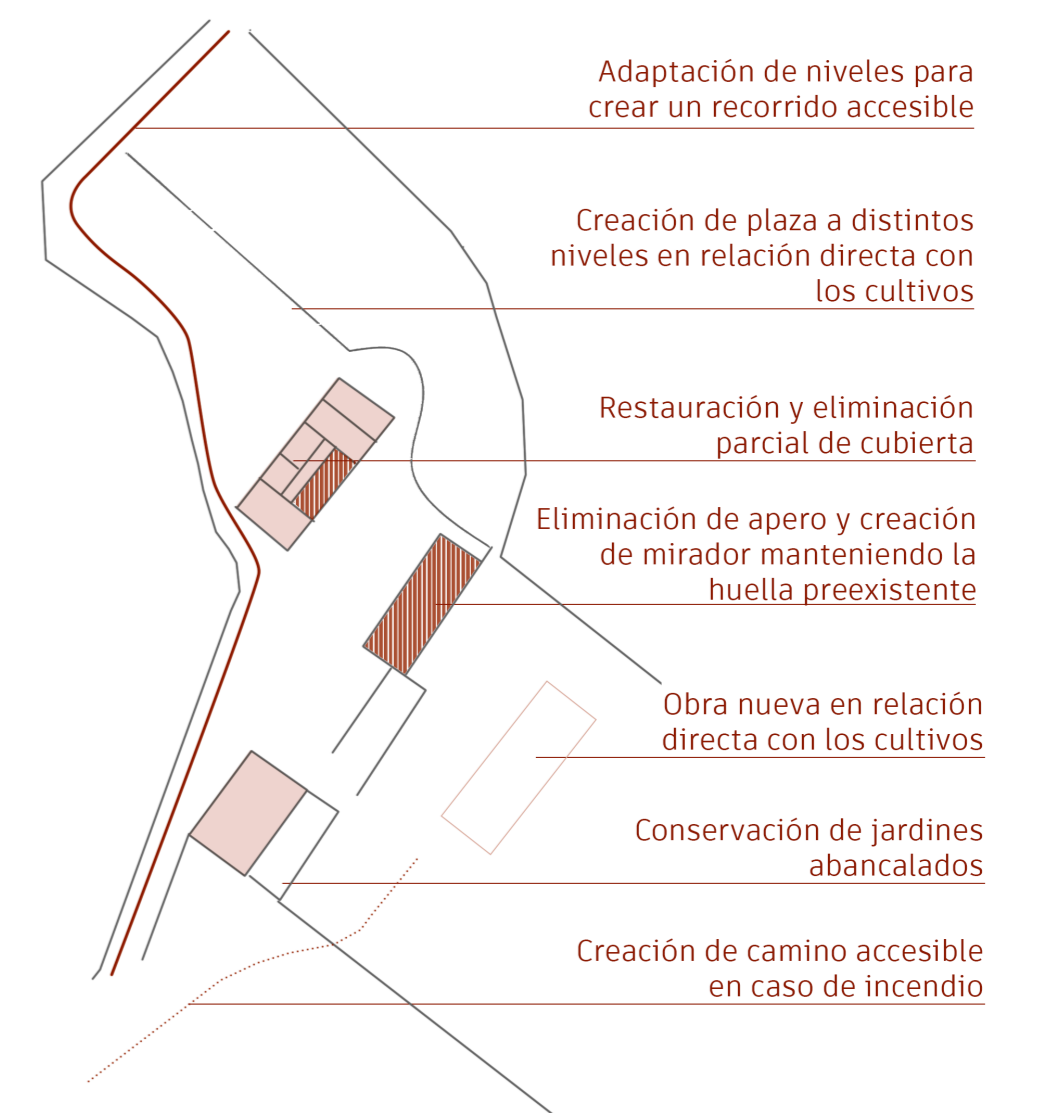 Adaptación de niveles para
crear un recorrido accesible
Creación de plaza a distintos
niveles en relación directa con
los cultivos
Restauración y eliminación
parcial de cubierta
Eliminación de apero y creación
de mirador manteniendo la
huella preexistente
Obra nueva en relación
directa con los cultivos
Conservación de jardines
abancalados
Creación de camino accesible
en caso de incendio